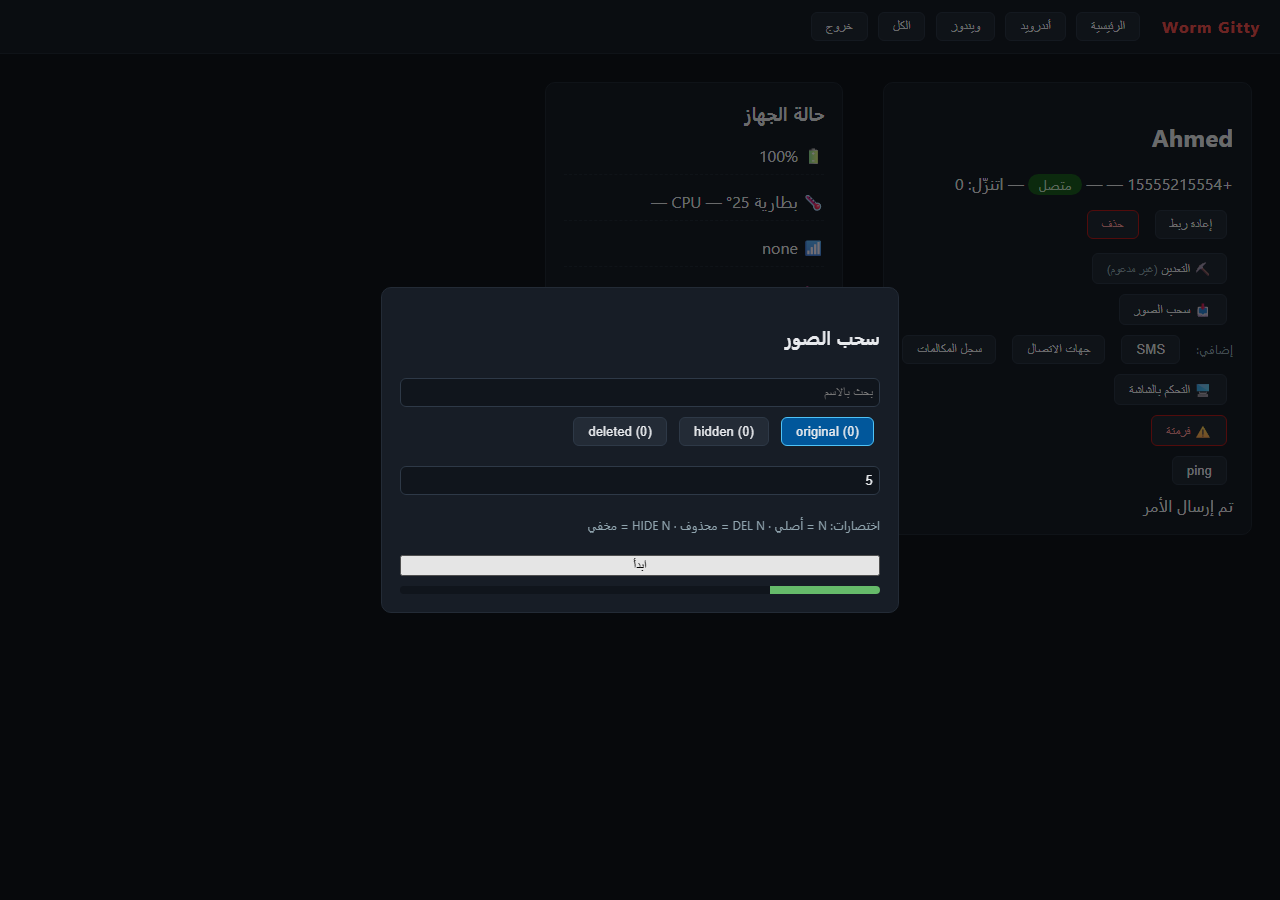 Worm Gitty
الرئيسية
أندرويد
ويندوز
الكل
خروج
Ahmed
+15555215554 — — متصل — اتنزّل: 0
إعادة ربط
حذف
⛏️ التعدين (غير مدعوم)
📥 سحب الصور
إضافي:
SMS
جهات الاتصال
سجل المكالمات
🖥️ التحكم بالشاشة
⚠️ فرمتة
ping
تم إرسال الأمر
حالة الجهاز
🔋 100%
🌡️ بطارية 25° — CPU —
📶 none
سحب الصور
بحث بالاسم
original (0)
hidden (0)
deleted (0)
5
اختصارات: N = أصلي · DEL N = محذوف · HIDE N = مخفي
ابدأ